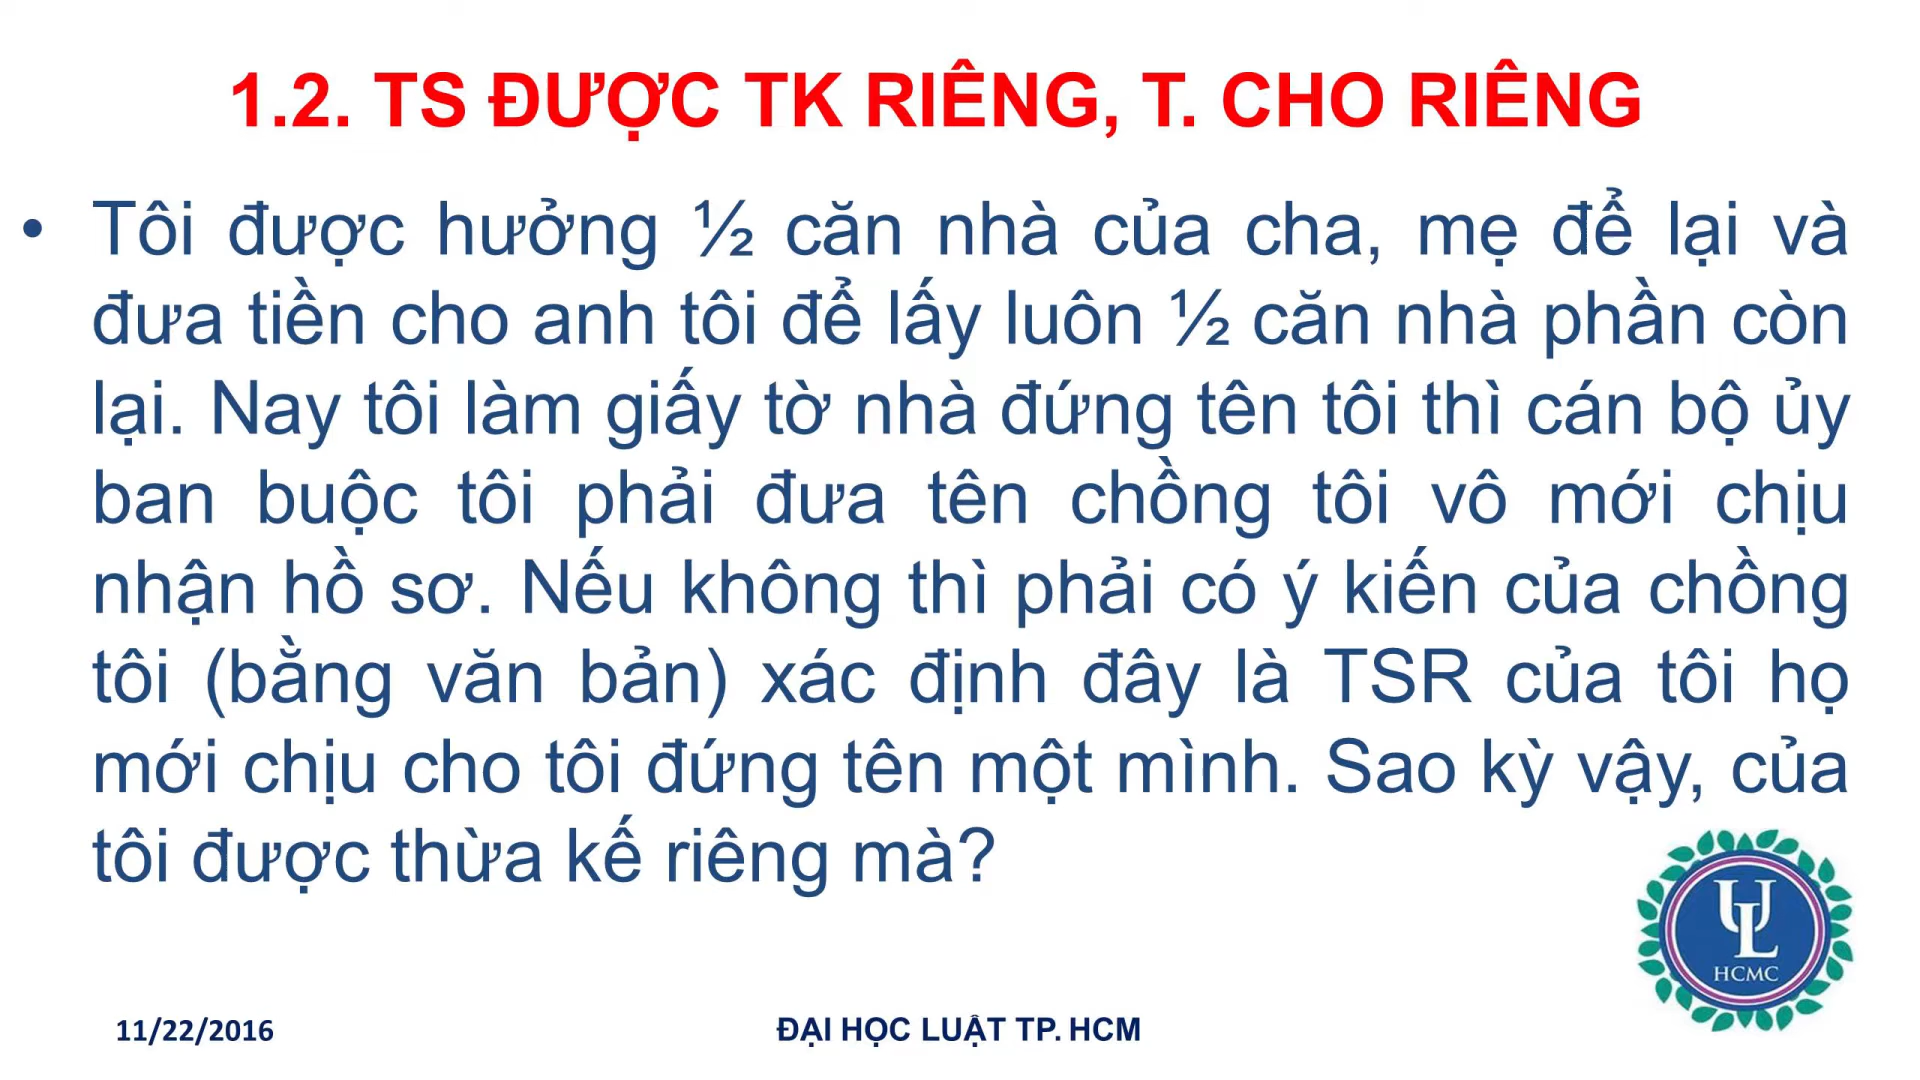 1.2. TS ĐƯỢC TK RIÊNG, T. CHO RIÊNG
• Tôi được hưởng ½ căn nhà của cha, mẹ để lại và
đưa tiền cho anh tôi để lấy luôn ½ căn nhà phần còn
lại. Nay tôi làm giấy tờ nhà đứng tên tôi thì cán bộ ủy
ban buộc tôi phải đưa tên chồng tôi vô mới chịu
nhận hồ sơ. Nếu không thì phải có ý kiến của chồng
tôi (bằng văn bản) xác định đây là TSR của tôi họ
mới chịu cho tôi đứng tên một mình. Sao kỳ vậy, của
tôi được thừa kế riêng mà?
UL
HCMC
11/22/2016
ĐẠI HỌC LUẬT TP. HCM